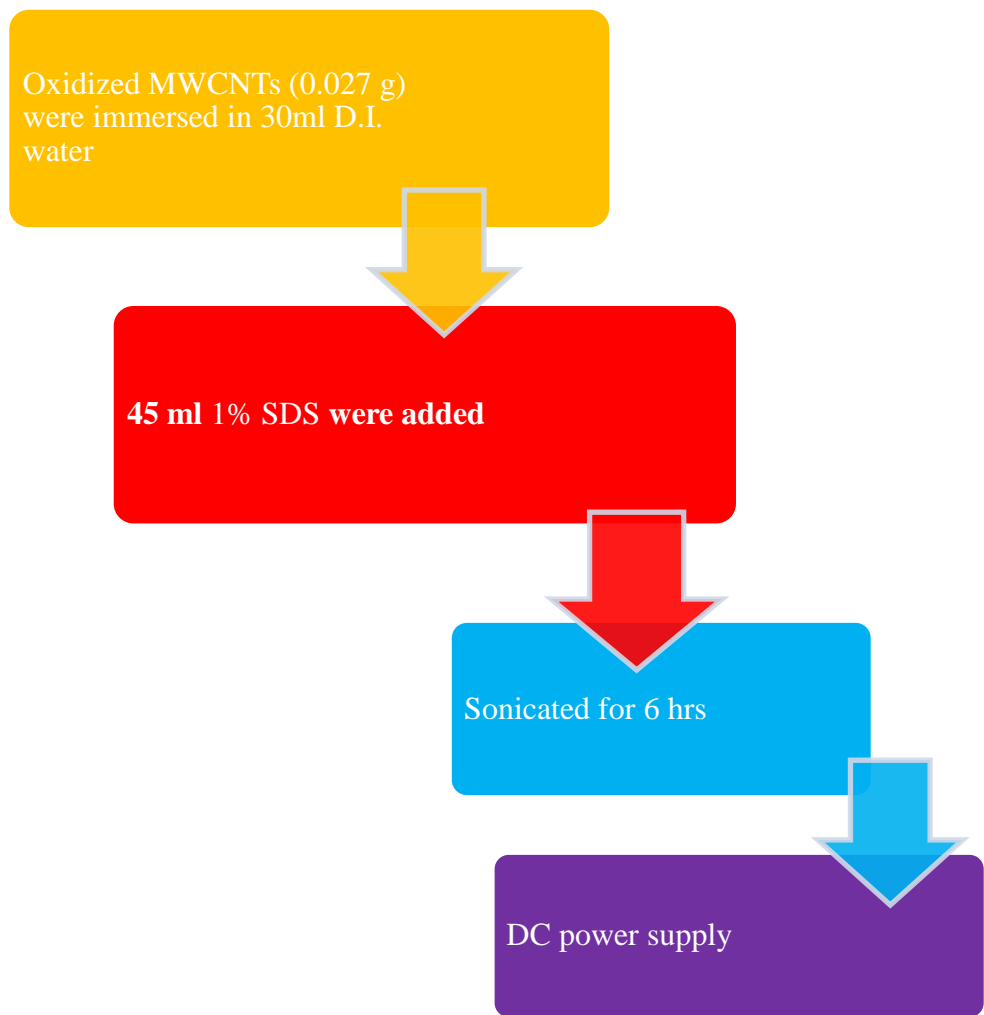 Oxidized MWCNTs (0.027 g)
were immersed in 30ml D.I.
water
45 ml 1% SDS were added
Sonicated for 6 hrs
DC power supply